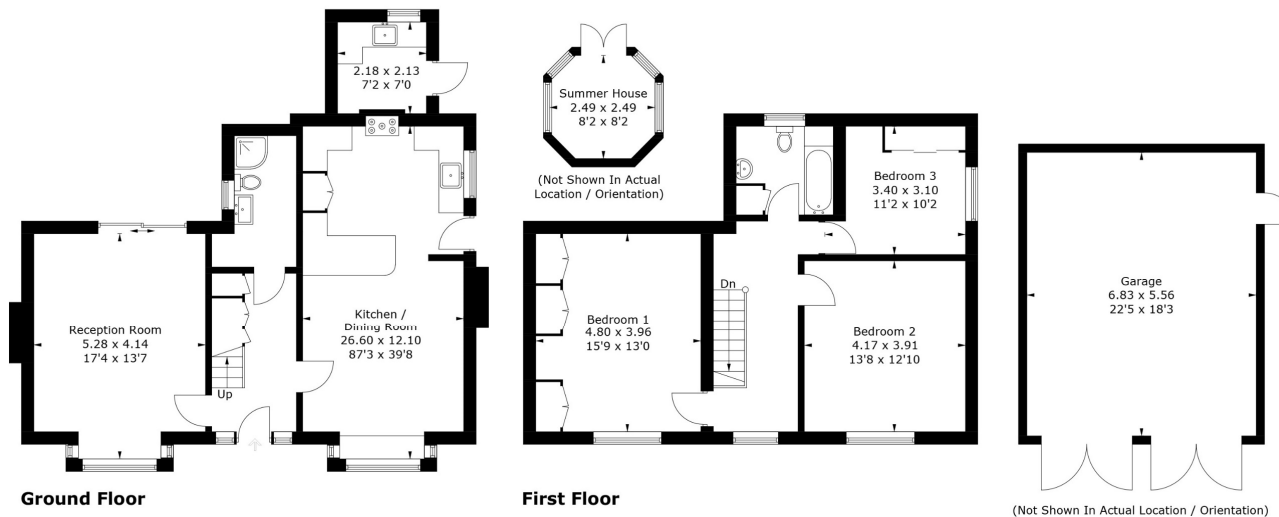 2.18 x 2.13
7'2 x 7'0
Summer House
2.49 x 2.49
8'2 x 8'2
(Not Shown In Actual
Location / Orientation)
Bedroom 3
3.40 x 3.10
11'2 x 10'2
Reception Room
5.28 x 4.14
17'4 x 13'7
Up
Kitchen /
Dining Room
26.60 x 12.10
87'3 x 39'8
Bedroom 1
4.80 x 3.96
15'9 x 13'0
Dn
Bedroom 2
4.17 x 3.91
13'8 x 12'10
Garage
6.83 x 5.56
22'5 x 18'3
Ground Floor
First Floor
(Not Shown In Actual Location / Orientation)